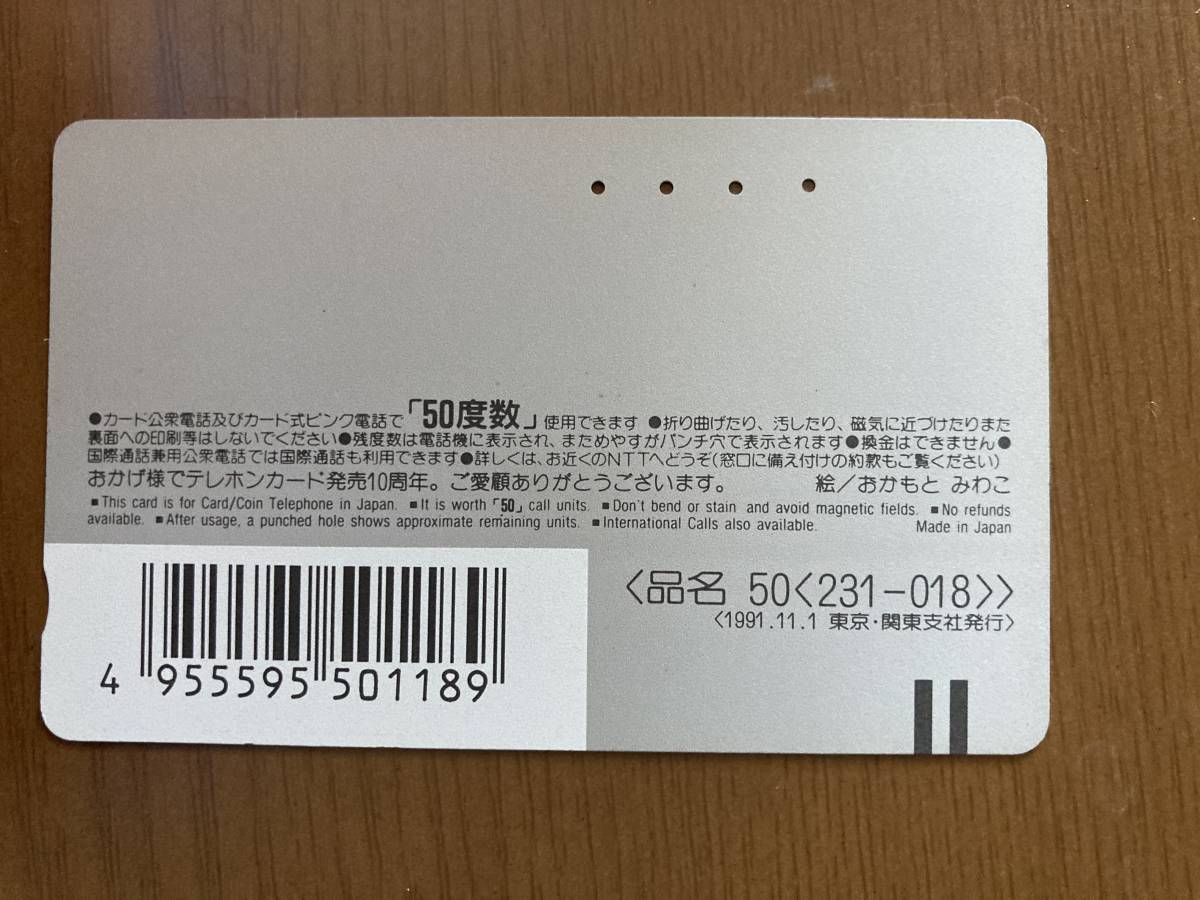 ●カード公衆電話及びカード式ピンク電話で「50度数」使用できます ●折り曲げたり、汚したり、磁気に近づけたりまた
裏面への印刷等はしないでください●残度数は電話機に表示され、まためやすがパンチ穴で表示されます●換金はできません●
国際通話兼用公衆電話では国際通話も利用できます●詳しくは、お近くのNTTへどうぞ(窓口に備え付けの約款もご覧ください)
おかげ様でテレホンカード発売10周年。ご愛顧ありがとうございます。 絵/おかもと みわこ
■This card is for Card/Coin Telephone in Japan. ■It is worth「50」call units. ■Don't bend or stain and avoid magnetic fields. ■No refunds
available. ■After usage, a punched hole shows approximate remaining units. ■International Calls also available. Made in Japan
〈品名 50〈231-018〉〉
〈1991.11.1 東京・関東支社発行〉
4 955595 501189